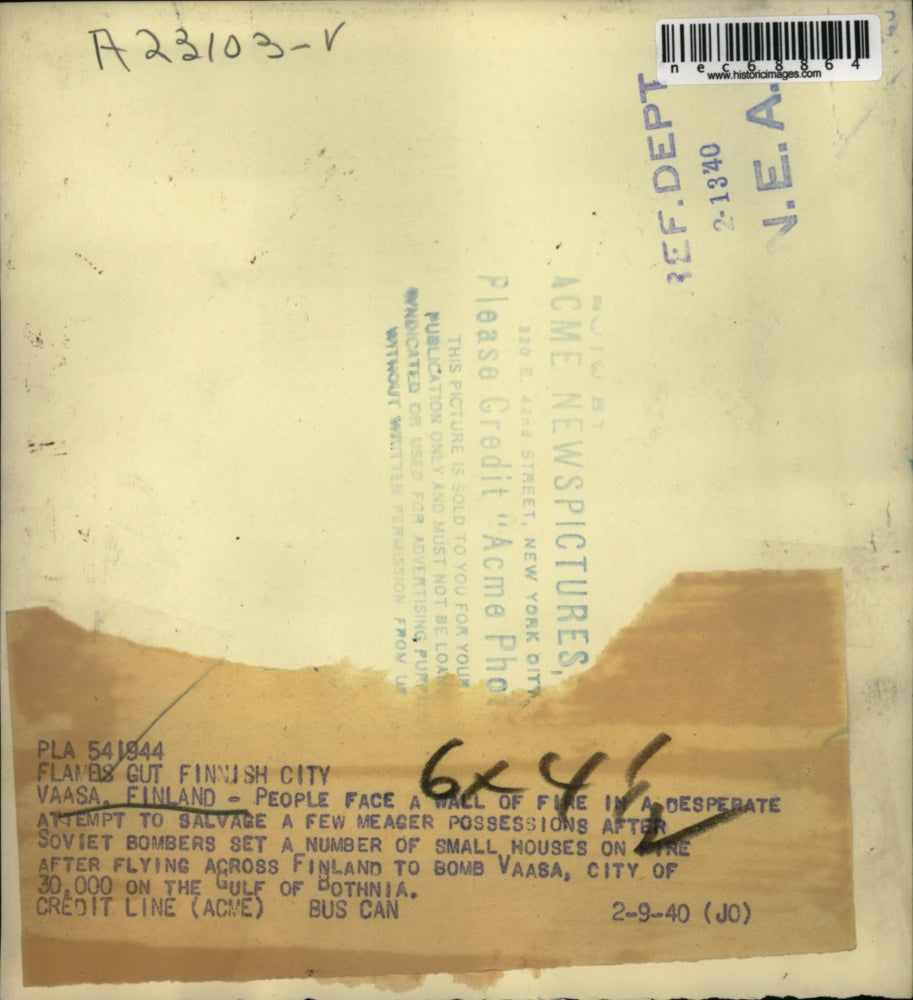 A23103-V
nec68864
www.historicimages.com
REF. DEPT
2-13 40
N.E.A.
ACME NEWSPICTURES,
220 E. 42nd STREET, NEW YORK CITY
Please Credit "Acme Pho
THIS PICTURE IS SOLD TO YOU FOR YOUR
PUBLICATION ONLY AND MUST NOT BE LOA
SYNDICATED OR USED FOR ADVERTISING PURP
WITHOUT WRITTEN PERMISSION FROM US
6x4
PLA 541944
FLAMES GUT FINNISH CITY
VAASA, FINLAND - PEOPLE FACE A WALL OF FIRE IN A DESPERATE
ATTEMPT TO SALVAGE A FEW MEAGER POSSESSIONS AFTER
SOVIET BOMBERS SET A NUMBER OF SMALL HOUSES ON FIRE
AFTER FLYING ACROSS FINLAND TO BOMB VAASA, CITY OF
30,000 ON THE GULF OF BOTHNIA.
CREDIT LINE (ACME) BUS CAN 2-9-40 (JO)